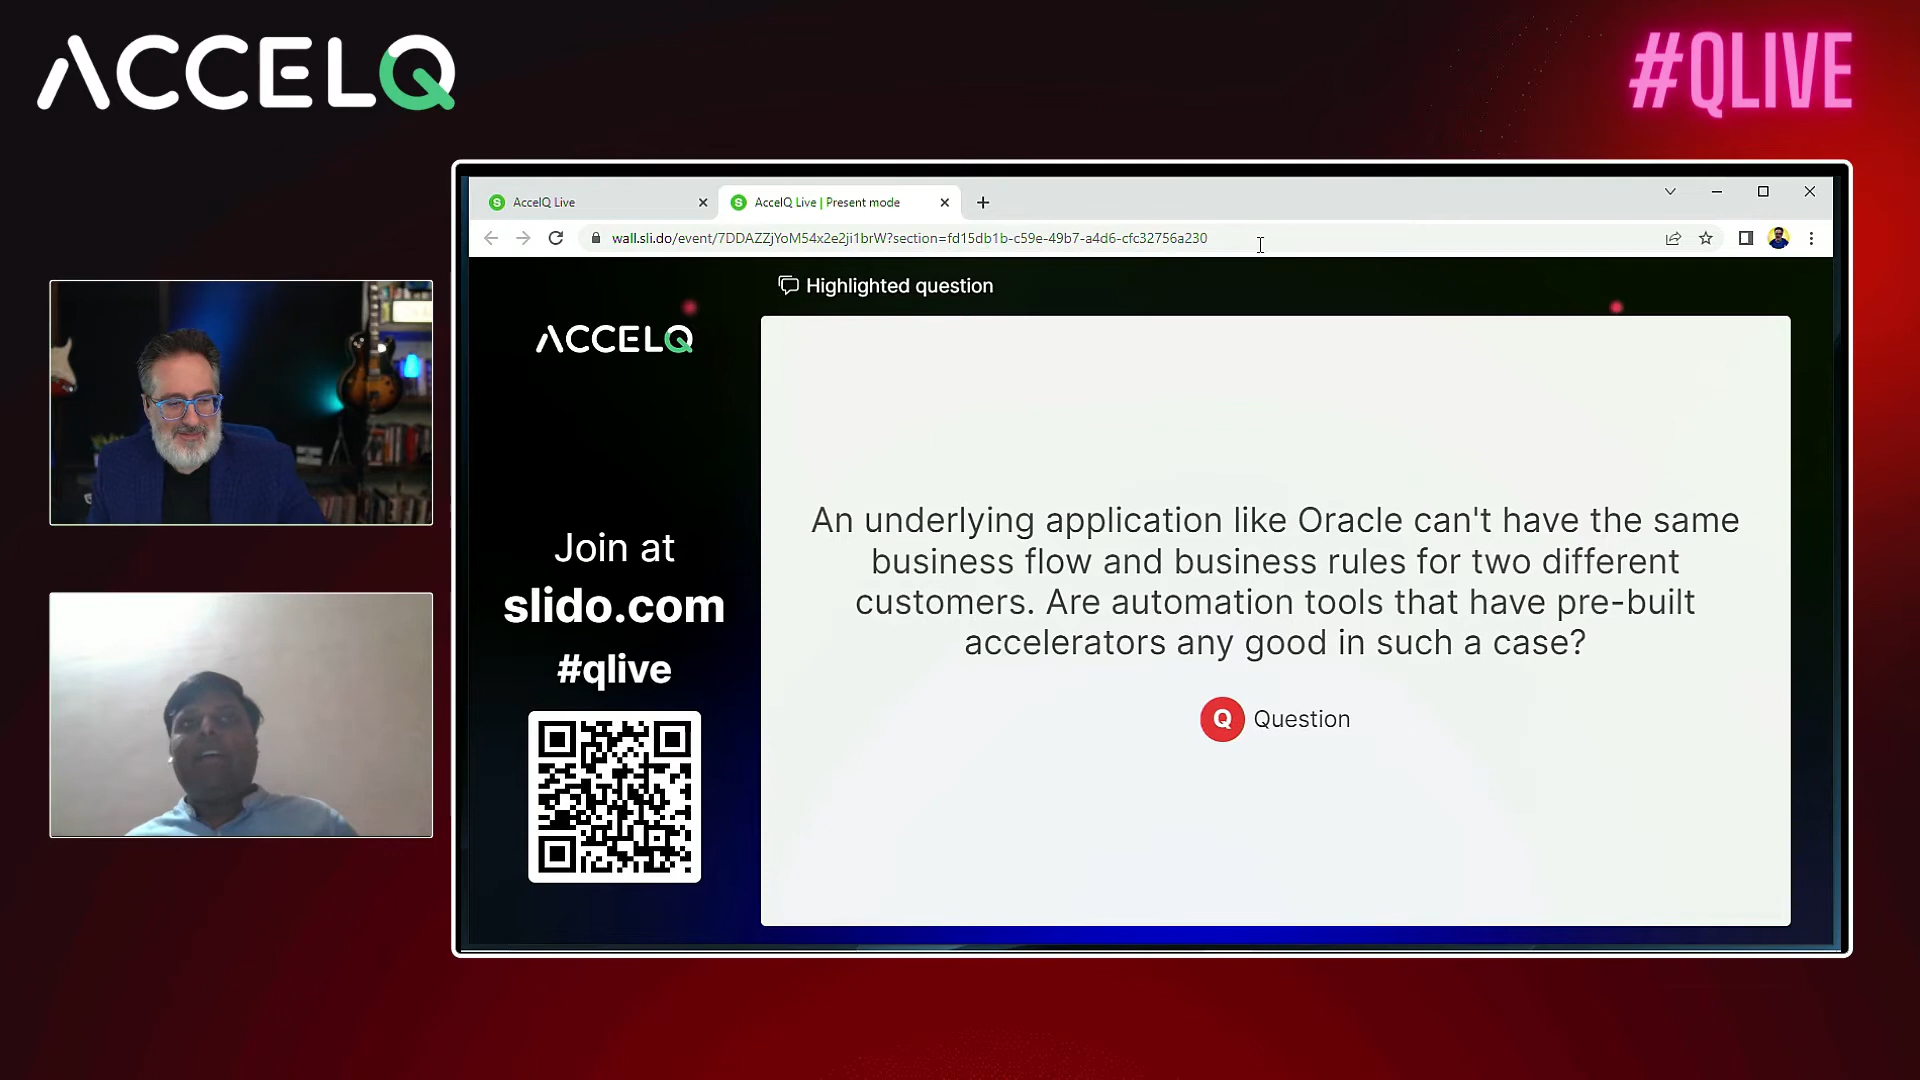 ACCELQ
#QLIVE
AccelQ Live
AccelQ Live | Present mode
wall.sli.do/event/7DDAZZjYoM54x2e2ji1brW?section=fd15db1b-c59e-49b7-a4d6-cfc32756a230
Highlighted question
ACCELQ
Join at
slido.com
#qlive
An underlying application like Oracle can't have the same
business flow and business rules for two different
customers. Are automation tools that have pre-built
accelerators any good in such a case?
Q Question